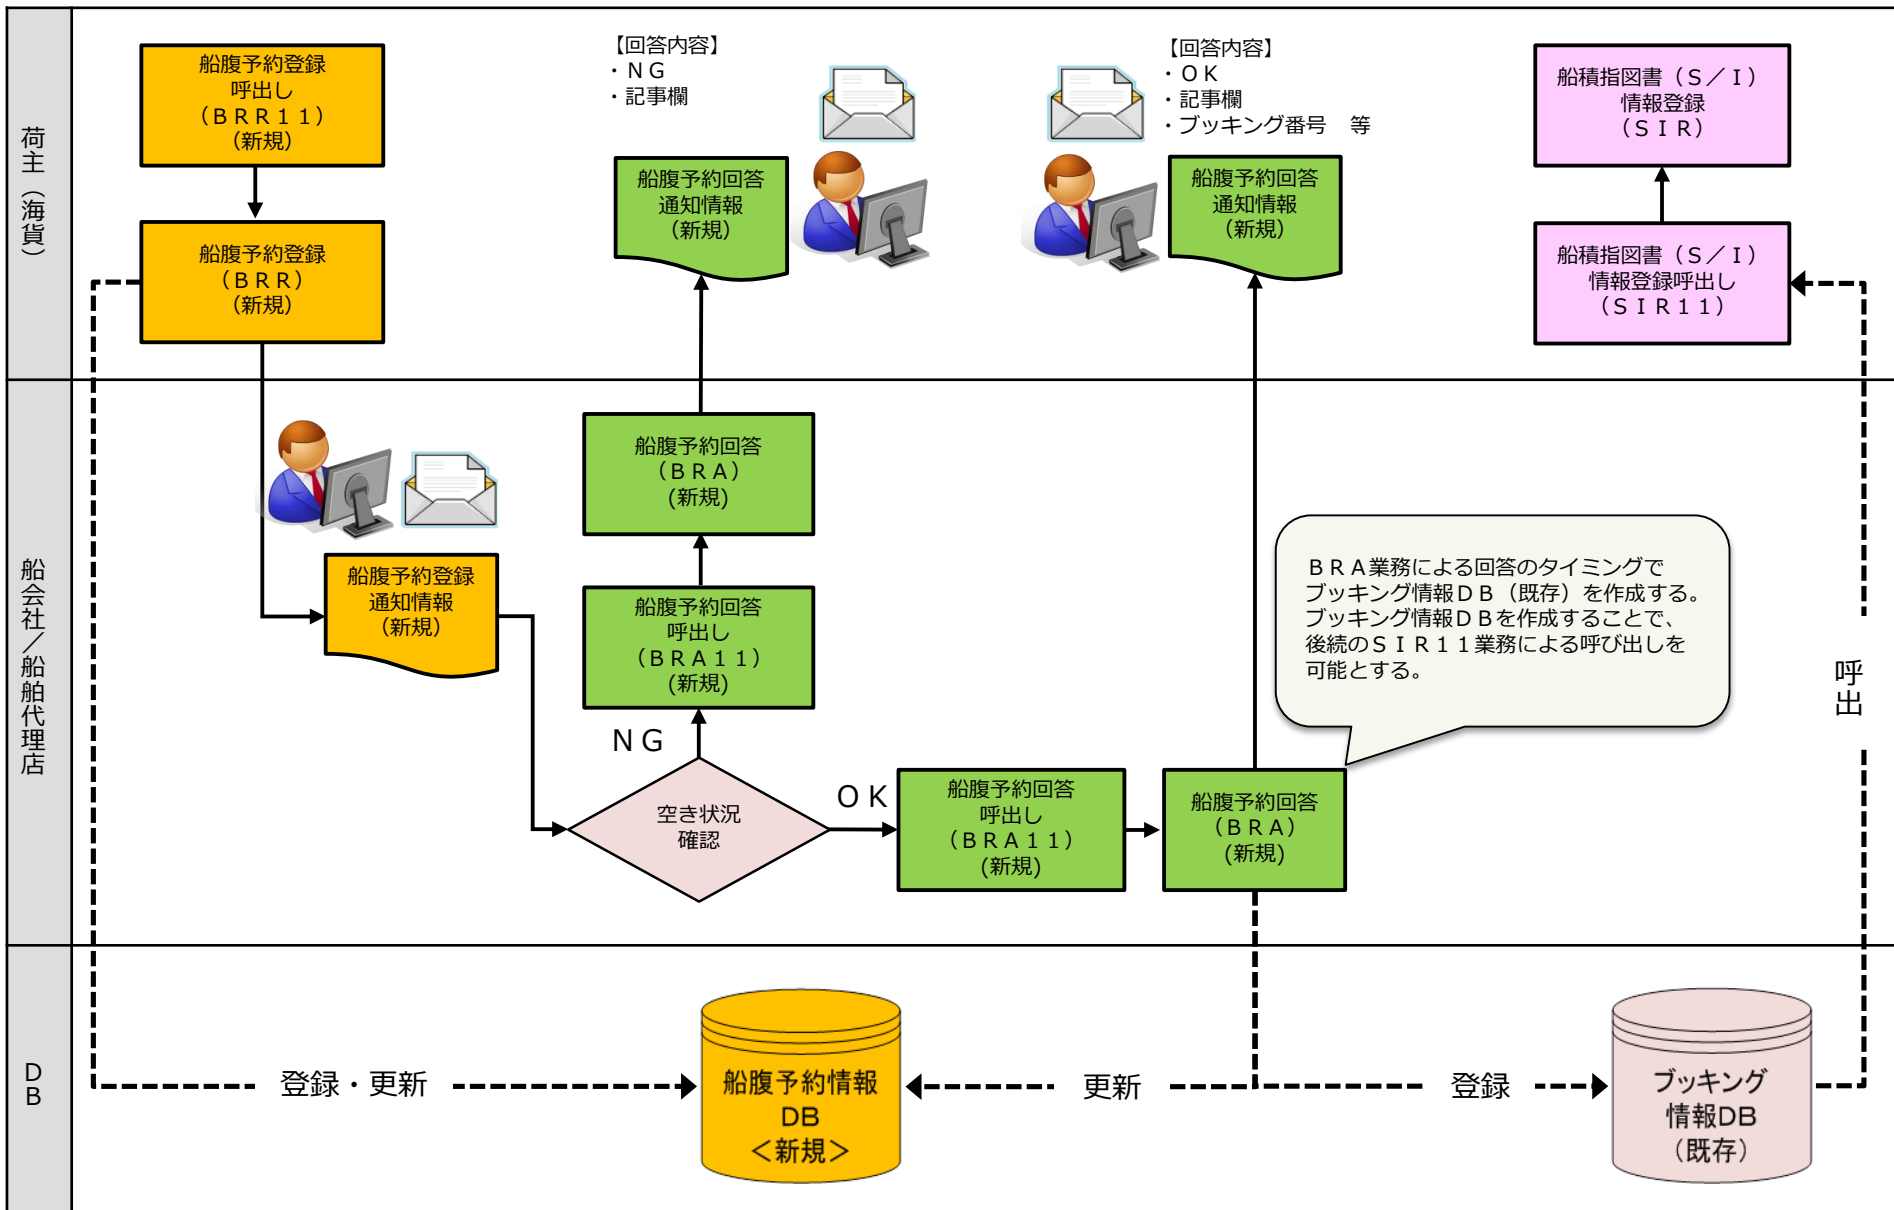 荷主（海貨）
船腹予約登録
呼出し
（ＢＲＲ１１）
(新規)
船腹予約登録
（ＢＲＲ）
(新規)
【回答内容】
・ＮＧ
・記事欄
船腹予約回答
通知情報
(新規)
【回答内容】
・ＯＫ
・記事欄
・ブッキング番号　等
船腹予約回答
通知情報
(新規)
船積指図書（Ｓ／Ｉ）
情報登録
（ＳＩＲ）
船積指図書（Ｓ／Ｉ）
情報登録呼出し
（ＳＩＲ１１）
船会社／船舶代理店
船腹予約登録
通知情報
(新規)
船腹予約回答
（ＢＲＡ）
(新規)
船腹予約回答
呼出し
（ＢＲＡ１１）
(新規)
ＮＧ
空き状況
確認
ＯＫ
船腹予約回答
呼出し
（ＢＲＡ１１）
(新規)
船腹予約回答
（ＢＲＡ）
(新規)
ＢＲＡ業務による回答のタイミングで
ブッキング情報ＤＢ（既存）を作成する。
ブッキング情報ＤＢを作成することで、
後続のＳＩＲ１１業務による呼び出しを
可能とする。
呼出
ＤＢ
登録・更新
船腹予約情報
DB
＜新規＞
更新
登録
ブッキング
情報DB
（既存）